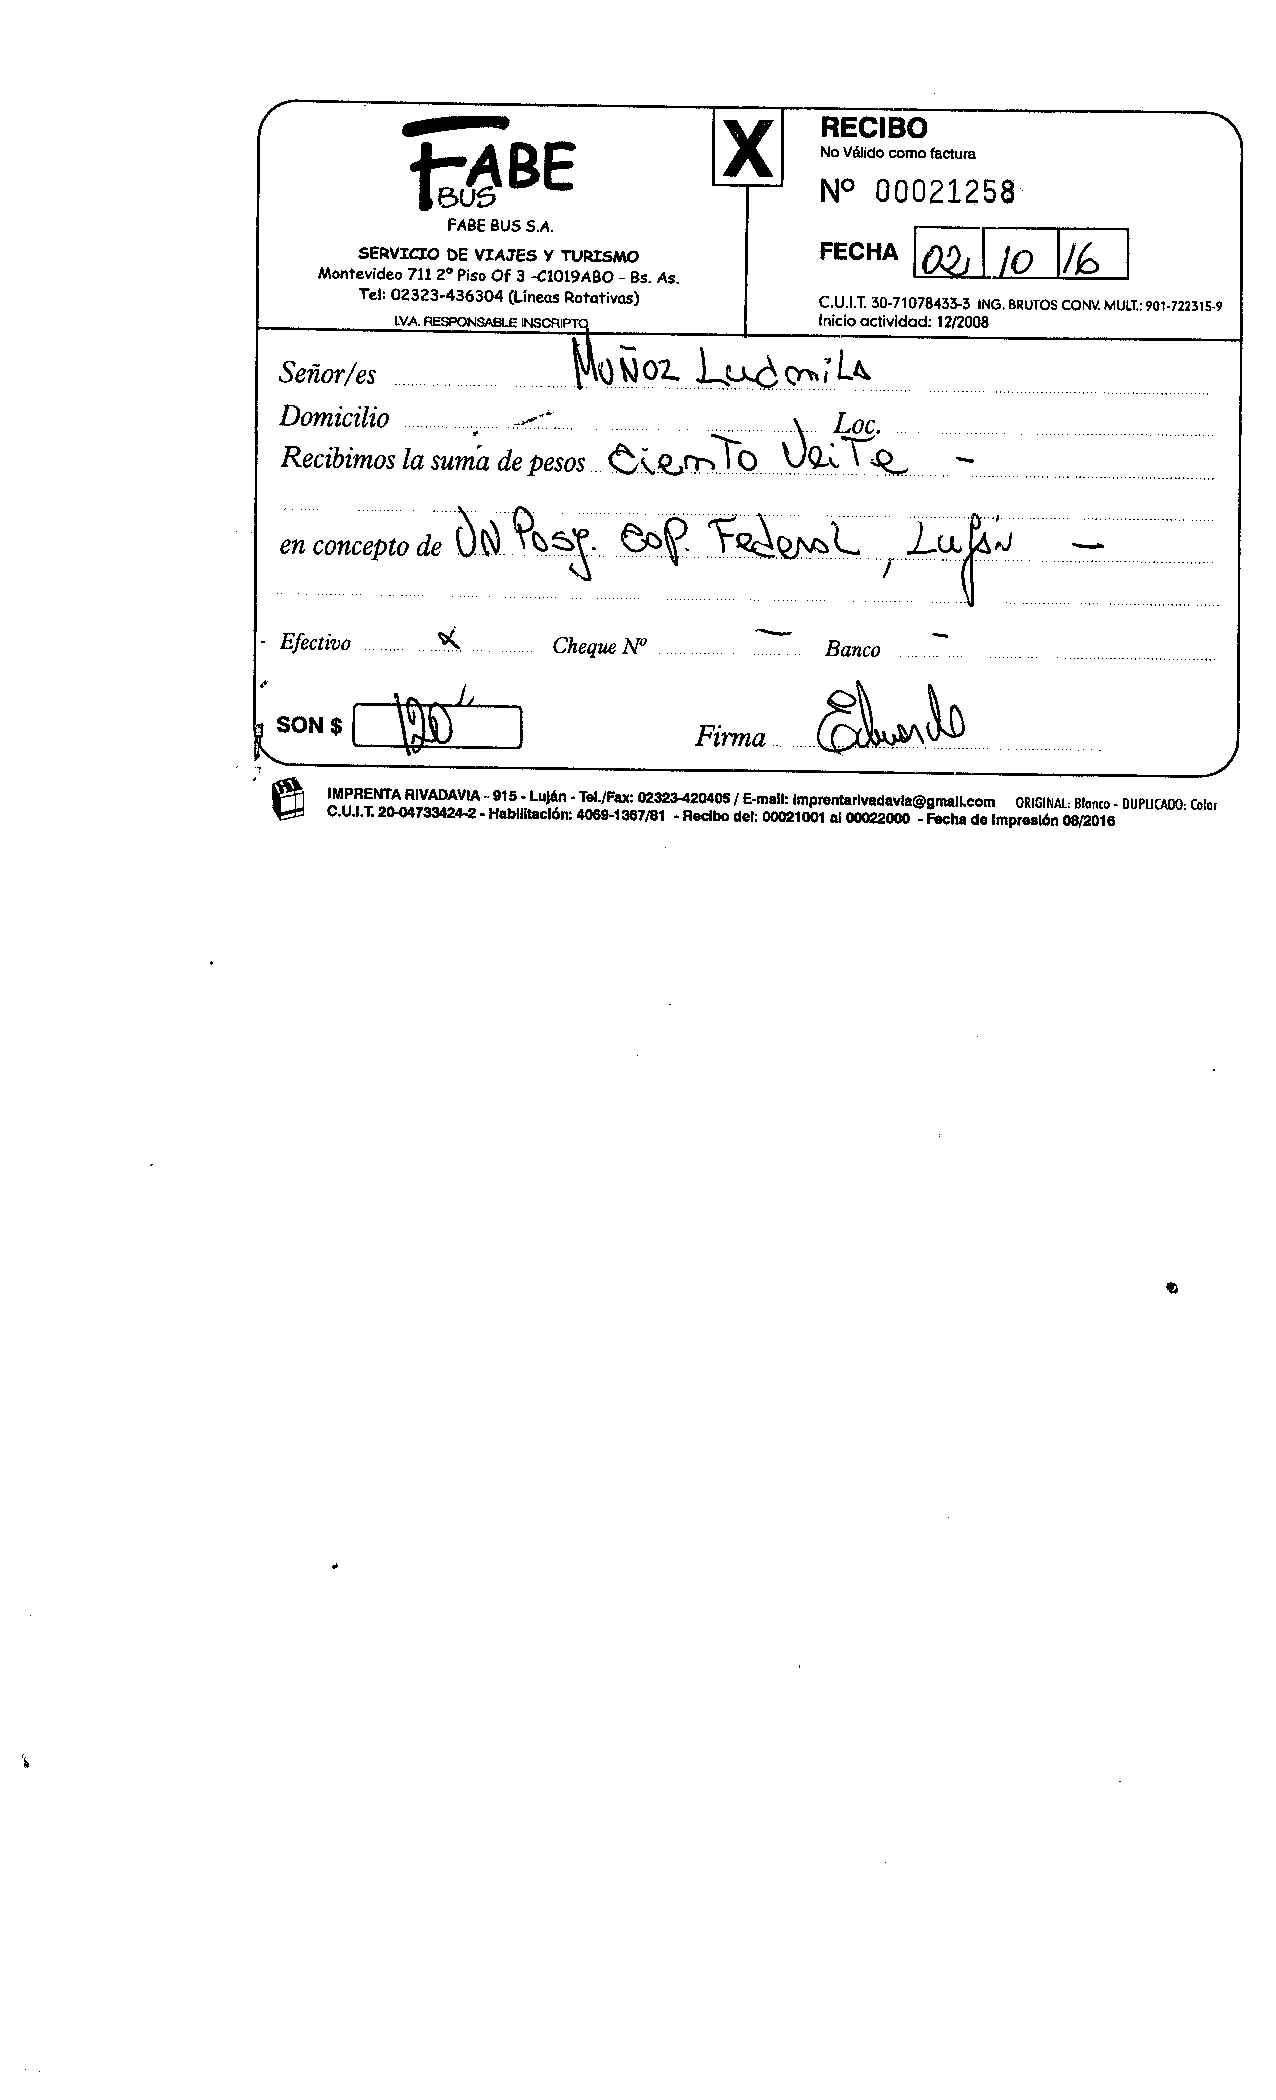 FABE
BUS
FABE BUS S.A.
SERVICIO DE VIAJES Y TURISMO
Montevideo 711 2º Piso Of 3 -C1019ABO - Bs. As.
Tel: 02323-436304 (Líneas Rotativas)
I.V.A. RESPONSABLE INSCRIPTO
X
RECIBO
No Válido como factura
Nº 00021258
FECHA 02 10 16
C.U.I.T. 30-71078433-3 ING. BRUTOS CONV. MULT.: 901-722315-9
Inicio actividad: 12/2008
Señor/es MUÑOZ Ludmila
Domicilio - Loc.
Recibimos la suma de pesos Ciento Veite -
en concepto de UN Pasj. Cap. Federal, Luján -
Efectivo x Cheque Nº - Banco -
SON $ 120 Firma Eduardo
IMPRENTA RIVADAVIA - 915 - Luján - Tel./Fax: 02323-420405 / E-mail: imprentarivadavia@gmail.com ORIGINAL: Blanco - DUPLICADO: Color
C.U.I.T. 20-04733424-2 - Habilitación: 4069-1367/81 - Recibo del: 00021001 al 00022000 - Fecha de Impresión 08/2016